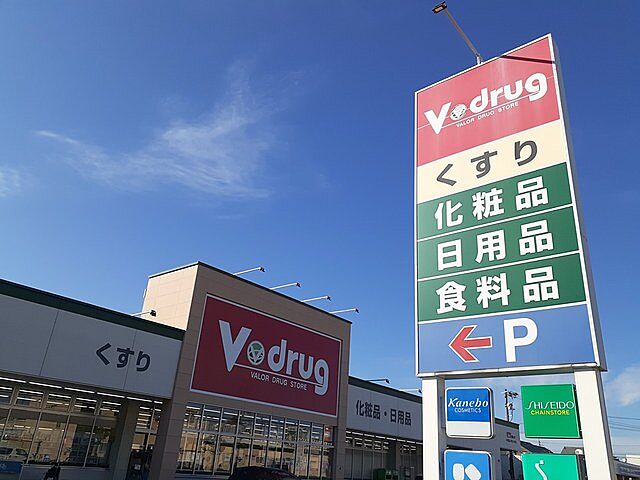 V drug
VALOR DRUG STORE
くすり
化粧品
日用品
食料品
P
Kanebo
COSMETICS
SHISEIDO
CHAINSTORE
くすり
V drug
VALOR DRUG STORE
化粧品・日用品